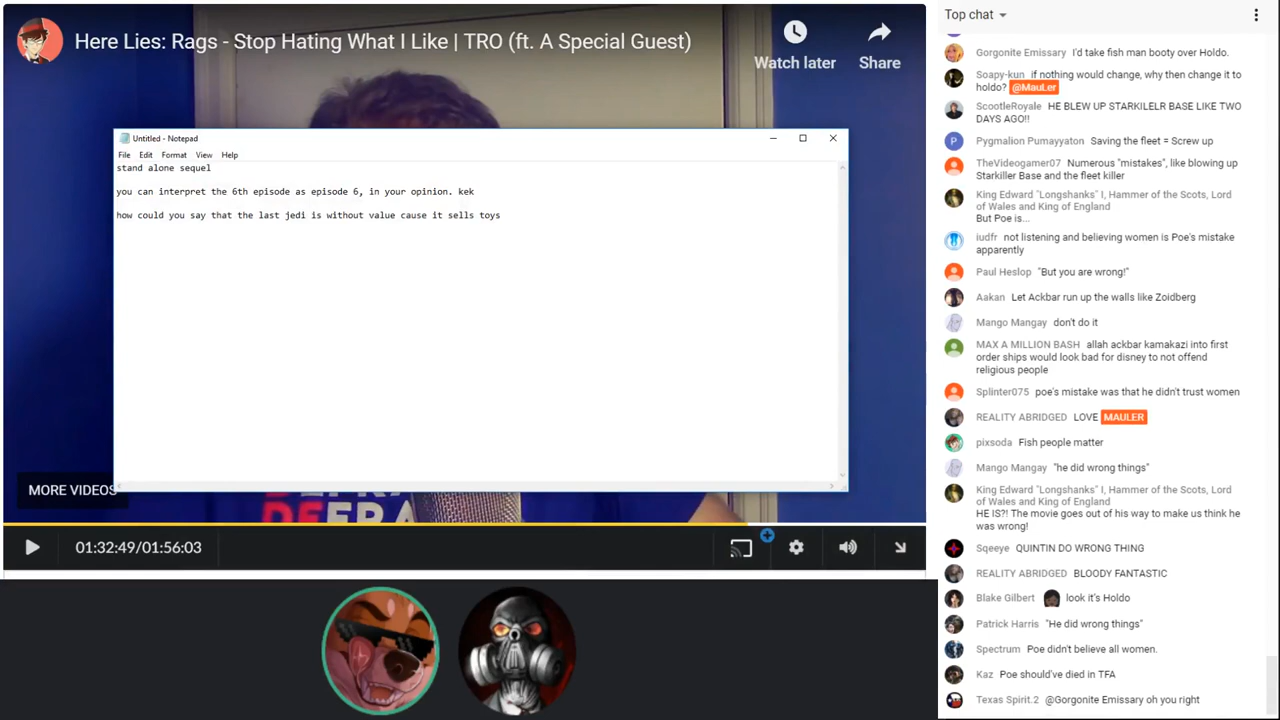 Here Lies: Rags - Stop Hating What I Like | TRO (ft. A Special Guest)
Watch later
Share
Untitled - Notepad
File Edit Format View Help
stand alone sequel
you can interpret the 6th episode as episode 6, in your opinion. kek
how could you say that the last jedi is without value cause it sells toys
MORE VIDEOS
01:32:49/01:56:03
Top chat
Gorgonite Emissary I'd take fish man booty over Holdo.
Soapy-kun if nothing would change, why then change it to
holdo? @MauLer
ScootleRoyale HE BLEW UP STARKILELR BASE LIKE TWO
DAYS AGO!!
P Pygmalion Pumayyaton Saving the fleet = Screw up
TheVideogamer07 Numerous "mistakes", like blowing up
Starkiller Base and the fleet killer
King Edward "Longshanks" I, Hammer of the Scots, Lord
of Wales and King of England
But Poe is...
iudfr not listening and believing women is Poe's mistake
apparently
Paul Heslop "But you are wrong!"
Aakan Let Ackbar run up the walls like Zoidberg
Mango Mangay don't do it
MAX A MILLION BASH allah ackbar kamakazi into first
order ships would look bad for disney to not offend
religious people
Splinter075 poe's mistake was that he didn't trust women
REALITY ABRIDGED LOVE MAULER
pixsoda Fish people matter
Mango Mangay "he did wrong things"
King Edward "Longshanks" I, Hammer of the Scots, Lord
of Wales and King of England
HE IS?! The movie goes out of his way to make us think he
was wrong!
Sqeeye QUINTIN DO WRONG THING
REALITY ABRIDGED BLOODY FANTASTIC
Blake Gilbert look it's Holdo
Patrick Harris "He did wrong things"
Spectrum Poe didn't believe all women.
Kaz Poe should've died in TFA
Texas Spirit.2 @Gorgonite Emissary oh you right